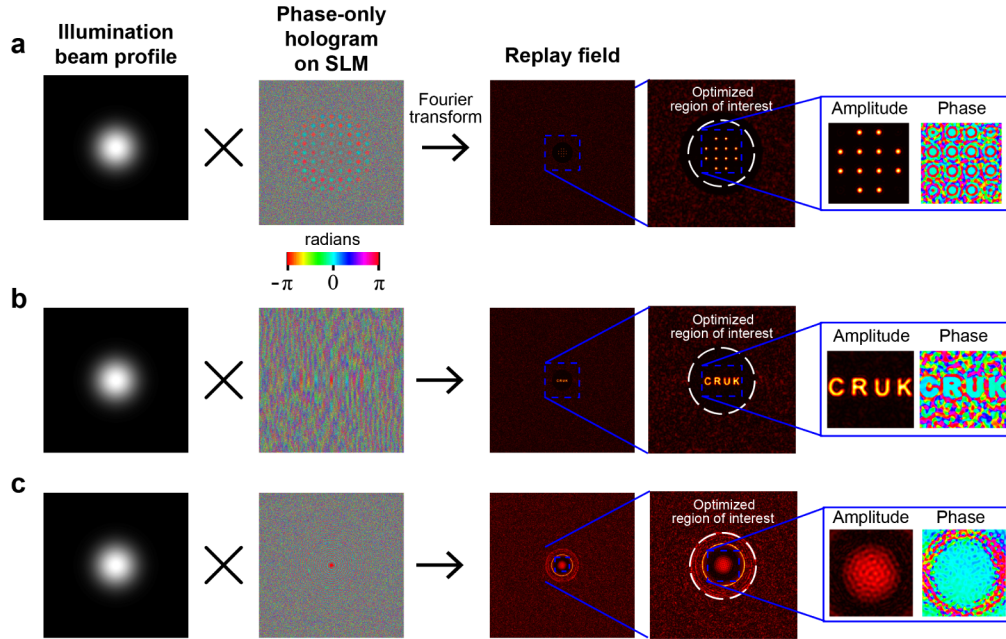 Illumination
beam profile
Phase-only
hologram
on SLM
Replay field
a
Fourier
transform
Optimized
region of interest
Amplitude
Phase
radians
-π
0
π
b
Optimized
region of interest
CRUK
CRUK
Amplitude
Phase
CRUK
CRUK
c
Optimized
region of interest
Amplitude
Phase